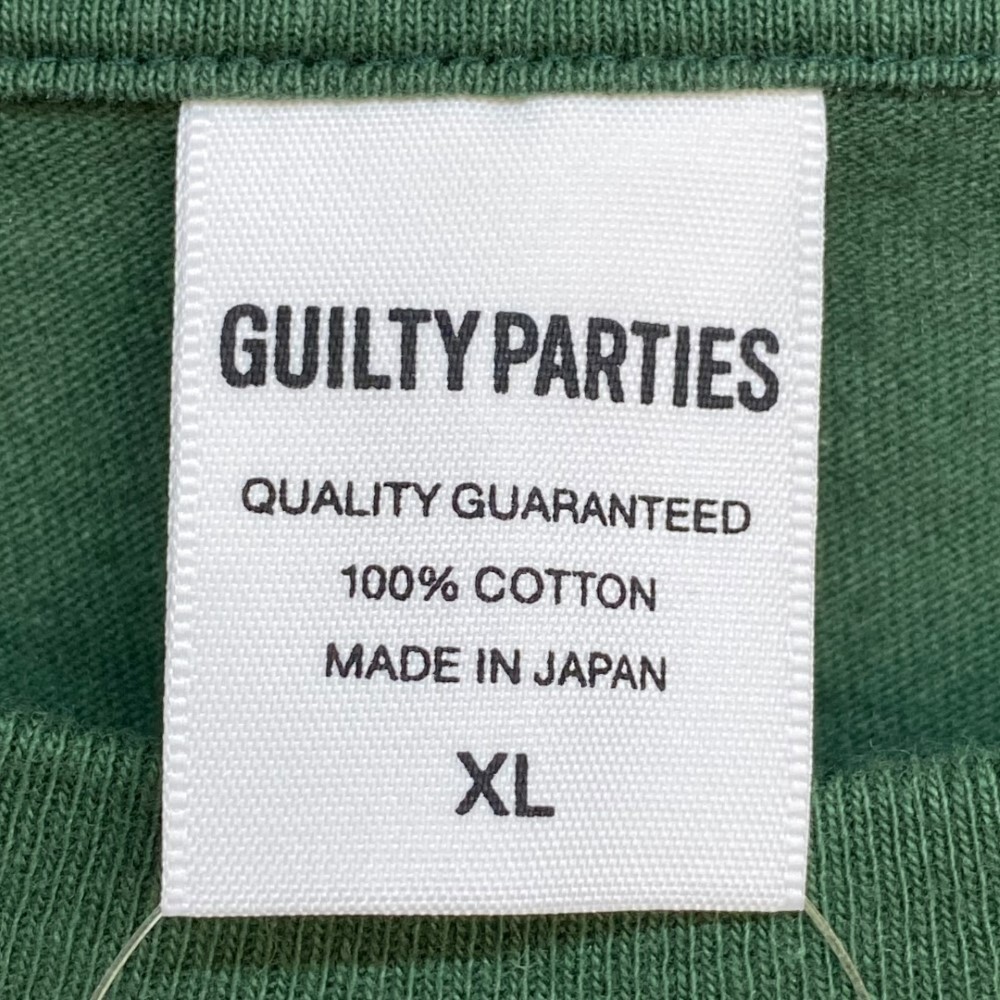 GUILTY PARTIES
QUALITY GUARANTEED
100% COTTON
MADE IN JAPAN
XL